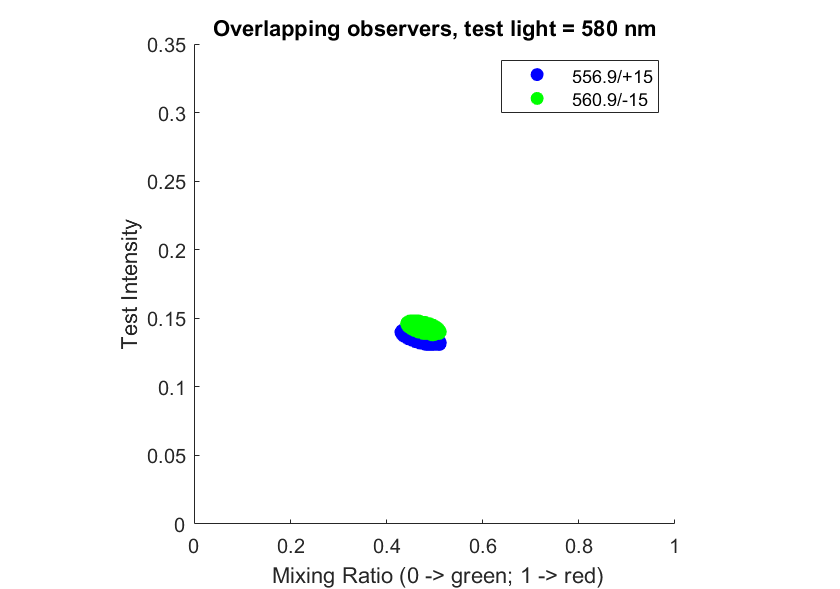 Overlapping observers, test light = 580 nm
556.9/+15
560.9/-15
0.35
0.3
0.25
0.2
0.15
0.1
0.05
0
Test Intensity
0 0.2 0.4 0.6 0.8 1
Mixing Ratio (0 -> green; 1 -> red)